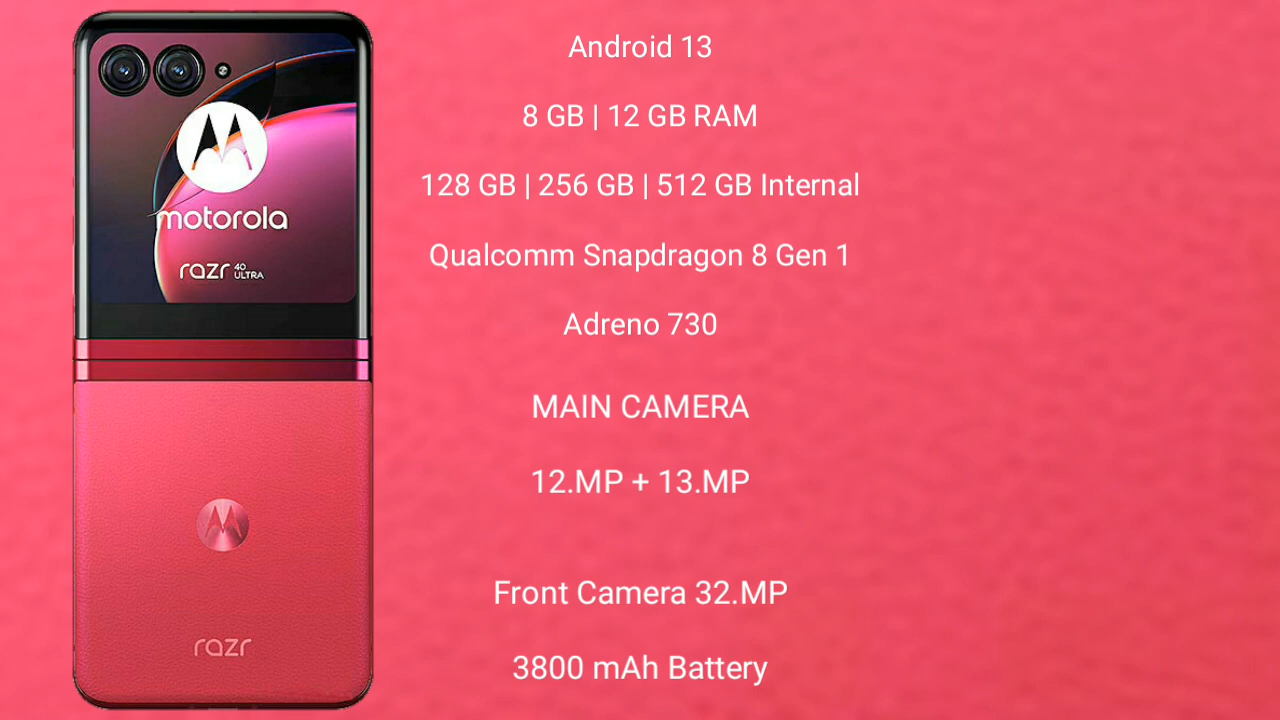 motorola
razr 40 ULTRA
razr
Android 13
8 GB | 12 GB RAM
128 GB | 256 GB | 512 GB Internal
Qualcomm Snapdragon 8 Gen 1
Adreno 730
MAIN CAMERA
12.MP + 13.MP
Front Camera 32.MP
3800 mAh Battery